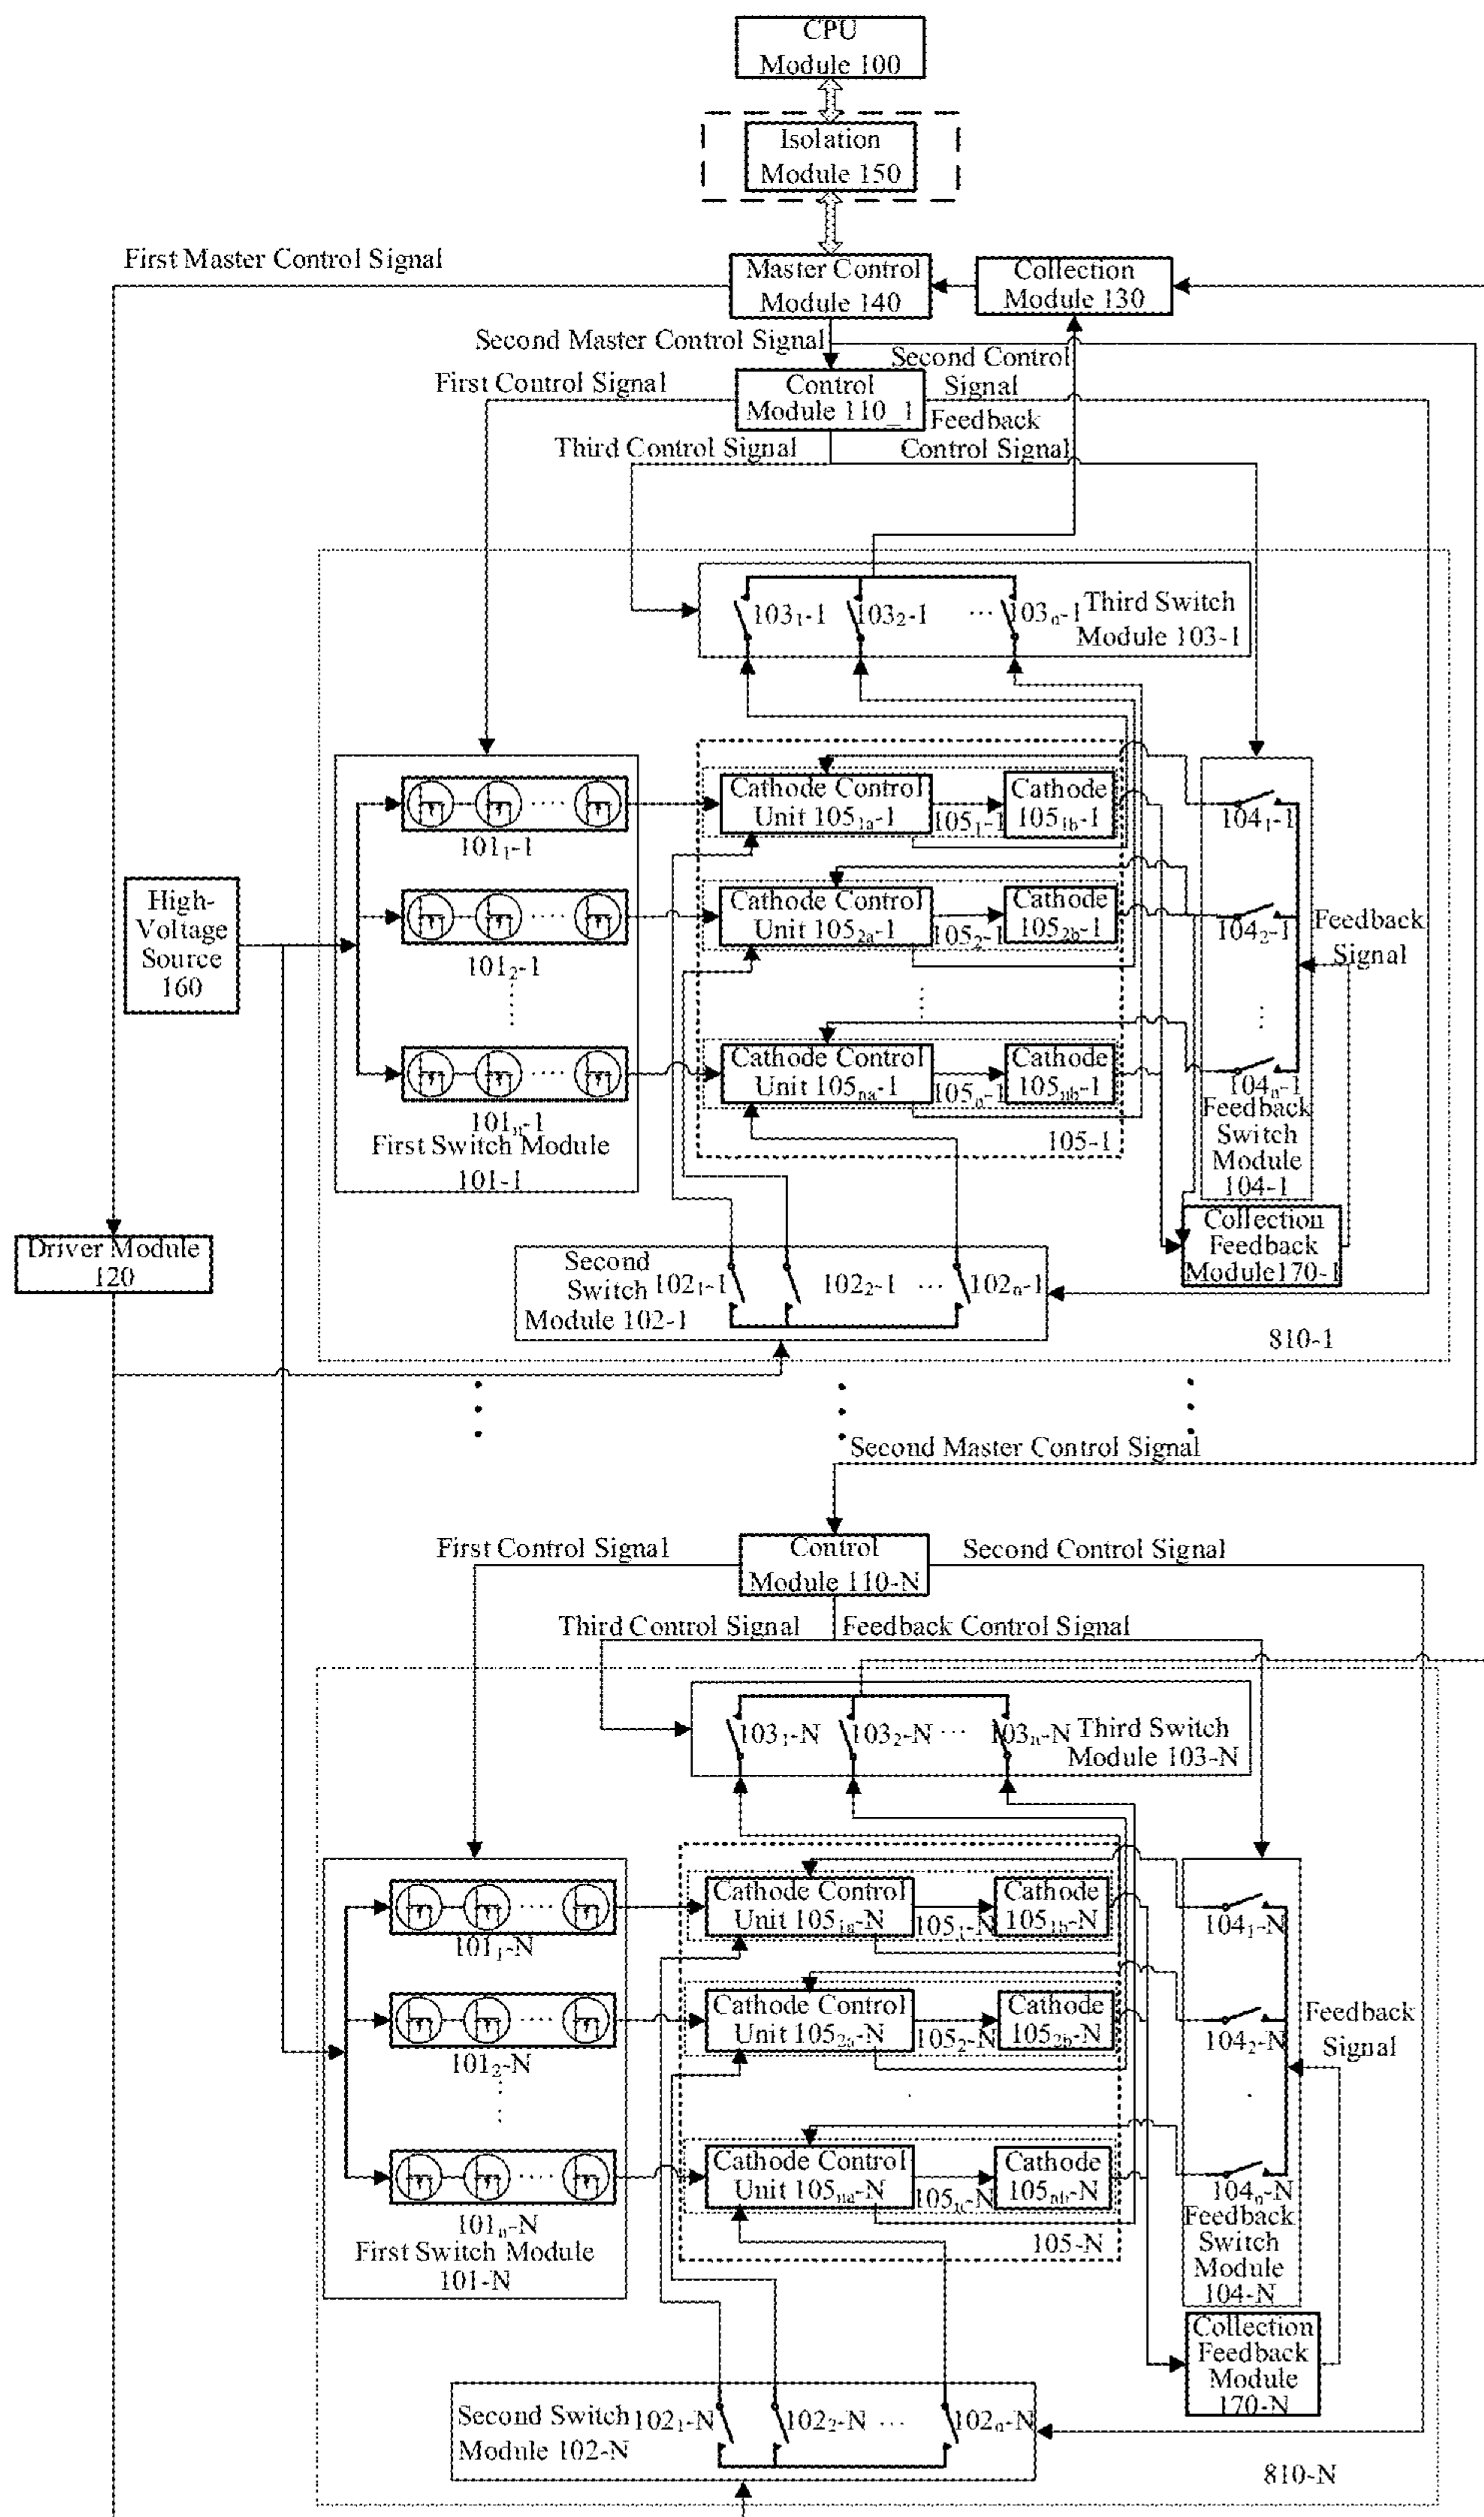 CPU
Module 100
Isolation
Module 150
First Master Control Signal
Master Control
Module 140
Collection
Module 130
Second Master Control Signal
Second Control
Signal
First Control Signal
Control
Module 110_1
Feedback
Control Signal
Third Control Signal
103₁-1
103₂-1
···
103ₙ-1
Third Switch
Module 103-1
Cathode Control
Unit 105₁ₐ-1
105₁-1
Cathode
105₁b-1
104₁-1
101₁-1
High-
Voltage
Source
160
Cathode Control
Unit 105₂ₐ-1
105₂-1
Cathode
105₂b-1
104₂-1
Feedback
Signal
101₂-1
Cathode Control
Unit 105ₙₐ-1
105ₙ-1
Cathode
105ₙb-1
104ₙ-1
101ₙ-1
First Switch Module
101-1
105-1
Feedback
Switch
Module
104-1
Collection
Feedback
Module170-1
Driver Module
120
Second
Switch
Module 102-1
102₁-1
102₂-1
···
102ₙ-1
810-1
Second Master Control Signal
First Control Signal
Control
Module 110-N
Second Control Signal
Third Control Signal
Feedback Control Signal
103₁-N
103₂-N
···
103ₙ-N
Third Switch
Module 103-N
Cathode Control
Unit 105₁ₐ-N
105₁-N
Cathode
105₁b-N
104₁-N
101₁-N
Cathode Control
Unit 105₂ₐ-N
105₂-N
Cathode
105₂b-N
104₂-N
Feedback
Signal
101₂-N
Cathode Control
Unit 105ₙₐ-N
105ₙ-N
Cathode
105ₙb-N
104ₙ-N
101ₙ-N
First Switch Module
101-N
105-N
Feedback
Switch
Module
104-N
Collection
Feedback
Module
170-N
Second Switch
Module 102-N
102₁-N
102₂-N
···
102ₙ-N
810-N